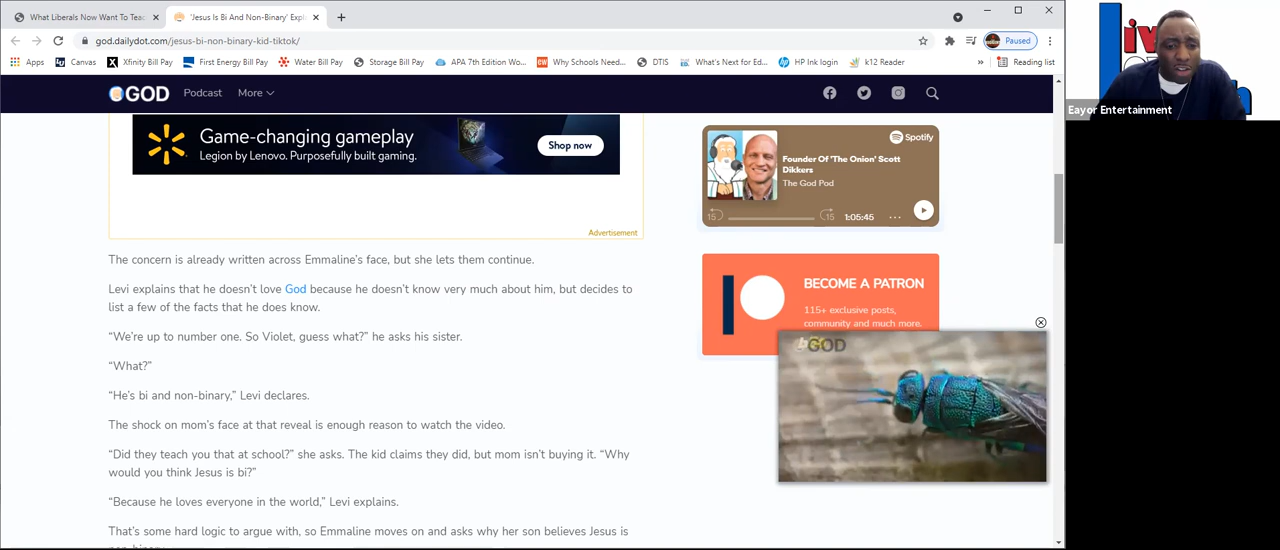 What Liberals Now Want To Teac
'Jesus Is Bi And Non-Binary' Expl
god.dailydot.com/jesus-bi-non-binary-kid-tiktok/
Paused
Apps
Canvas
Xfinity Bill Pay
First Energy Bill Pay
Water Bill Pay
Storage Bill Pay
APA 7th Edition Wo...
Why Schools Need...
DTIS
What's Next for Ed...
HP Ink login
k12 Reader
Reading list
GOD
Podcast
More
Game-changing gameplay
Legion by Lenovo. Purposefully built gaming.
Shop now
Advertisement
The concern is already written across Emmaline's face, but she lets them continue.
Levi explains that he doesn't love God because he doesn't know very much about him, but decides to
list a few of the facts that he does know.
“We're up to number one. So Violet, guess what?” he asks his sister.
“What?”
“He's bi and non-binary,” Levi declares.
The shock on mom's face at that reveal is enough reason to watch the video.
“Did they teach you that at school?” she asks. The kid claims they did, but mom isn't buying it. “Why
would you think Jesus is bi?”
“Because he loves everyone in the world,” Levi explains.
That's some hard logic to argue with, so Emmaline moves on and asks why her son believes Jesus is
non-binary
Spotify
Founder Of 'The Onion' Scott
Dikkers
The God Pod
15
15
1:05:45
BECOME A PATRON
115+ exclusive posts,
community and much more.
GOD
Eayor Entertainment